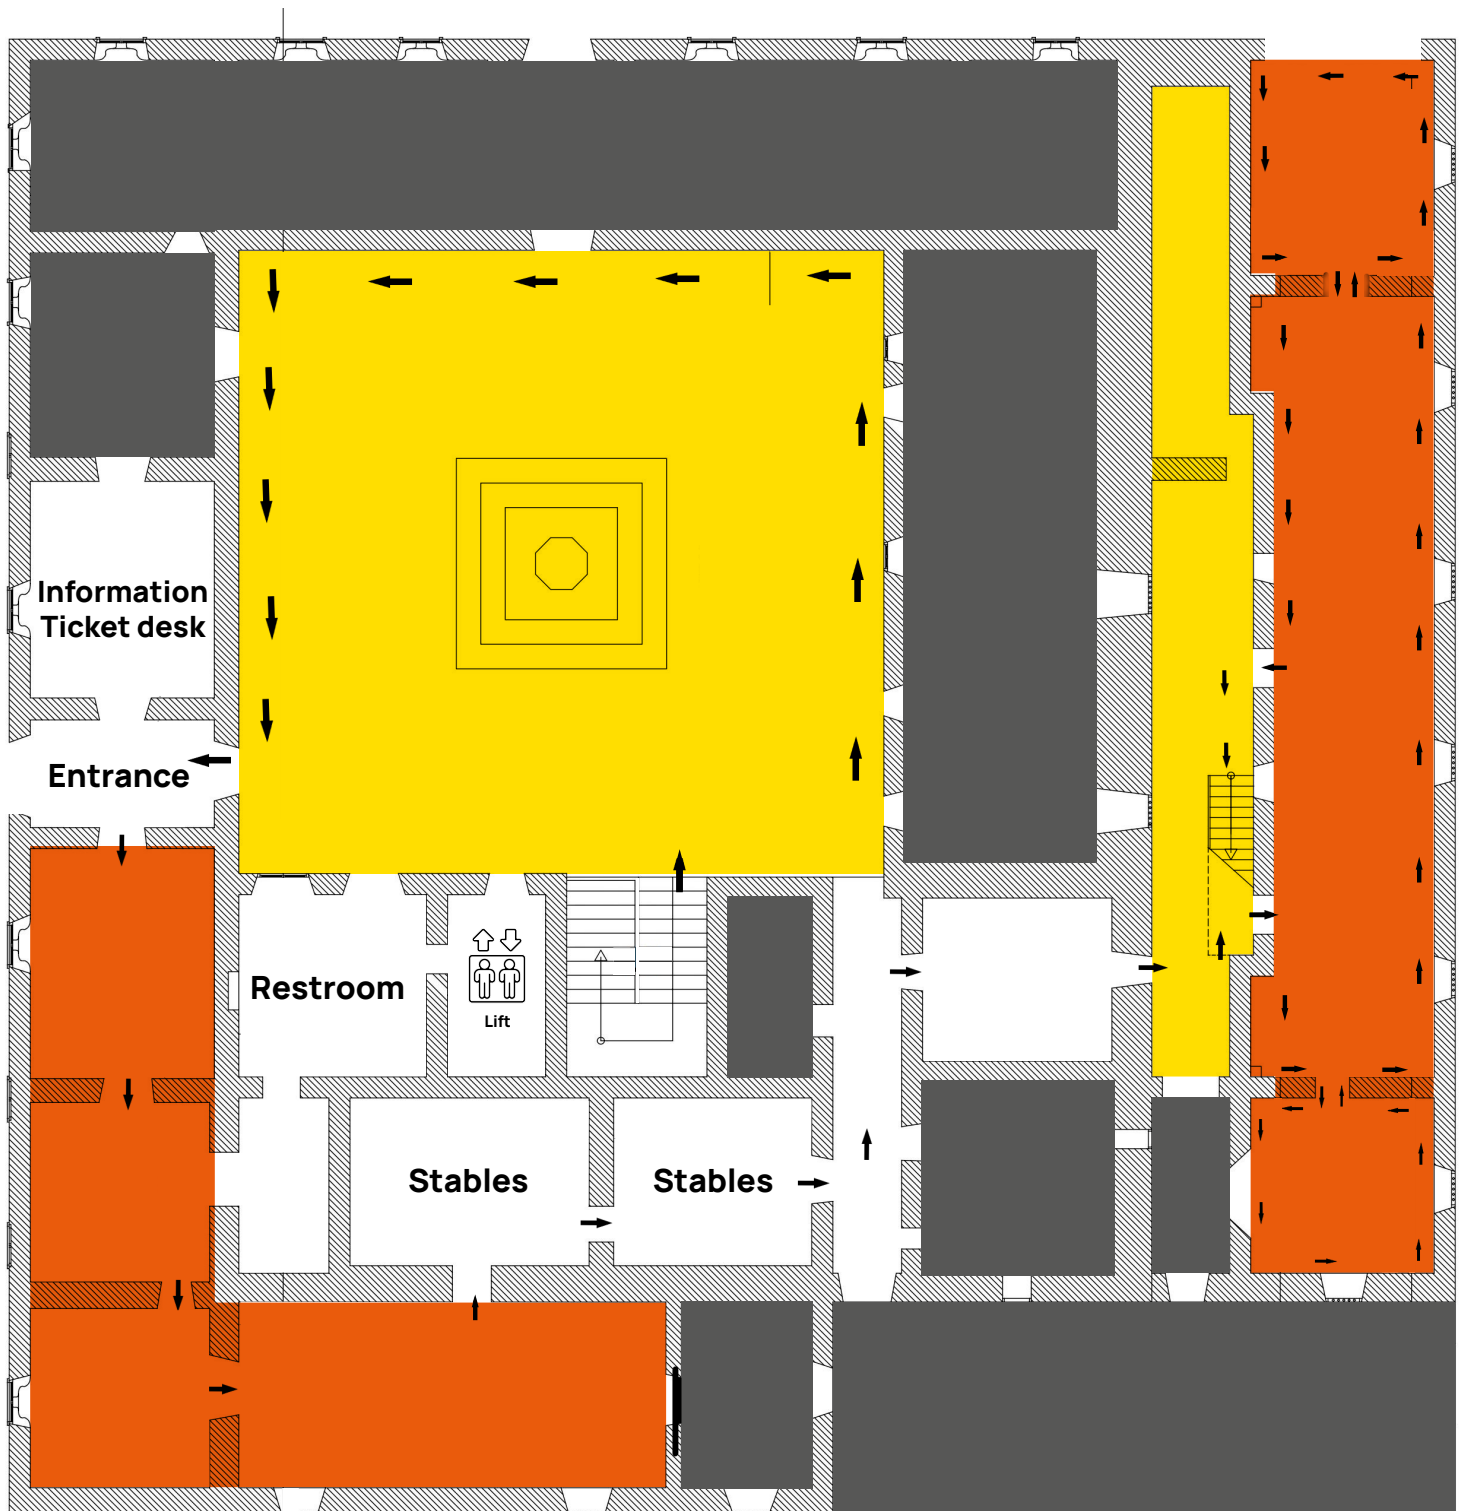 Information
Ticket desk
Entrance
Restroom
Lift
Stables
Stables